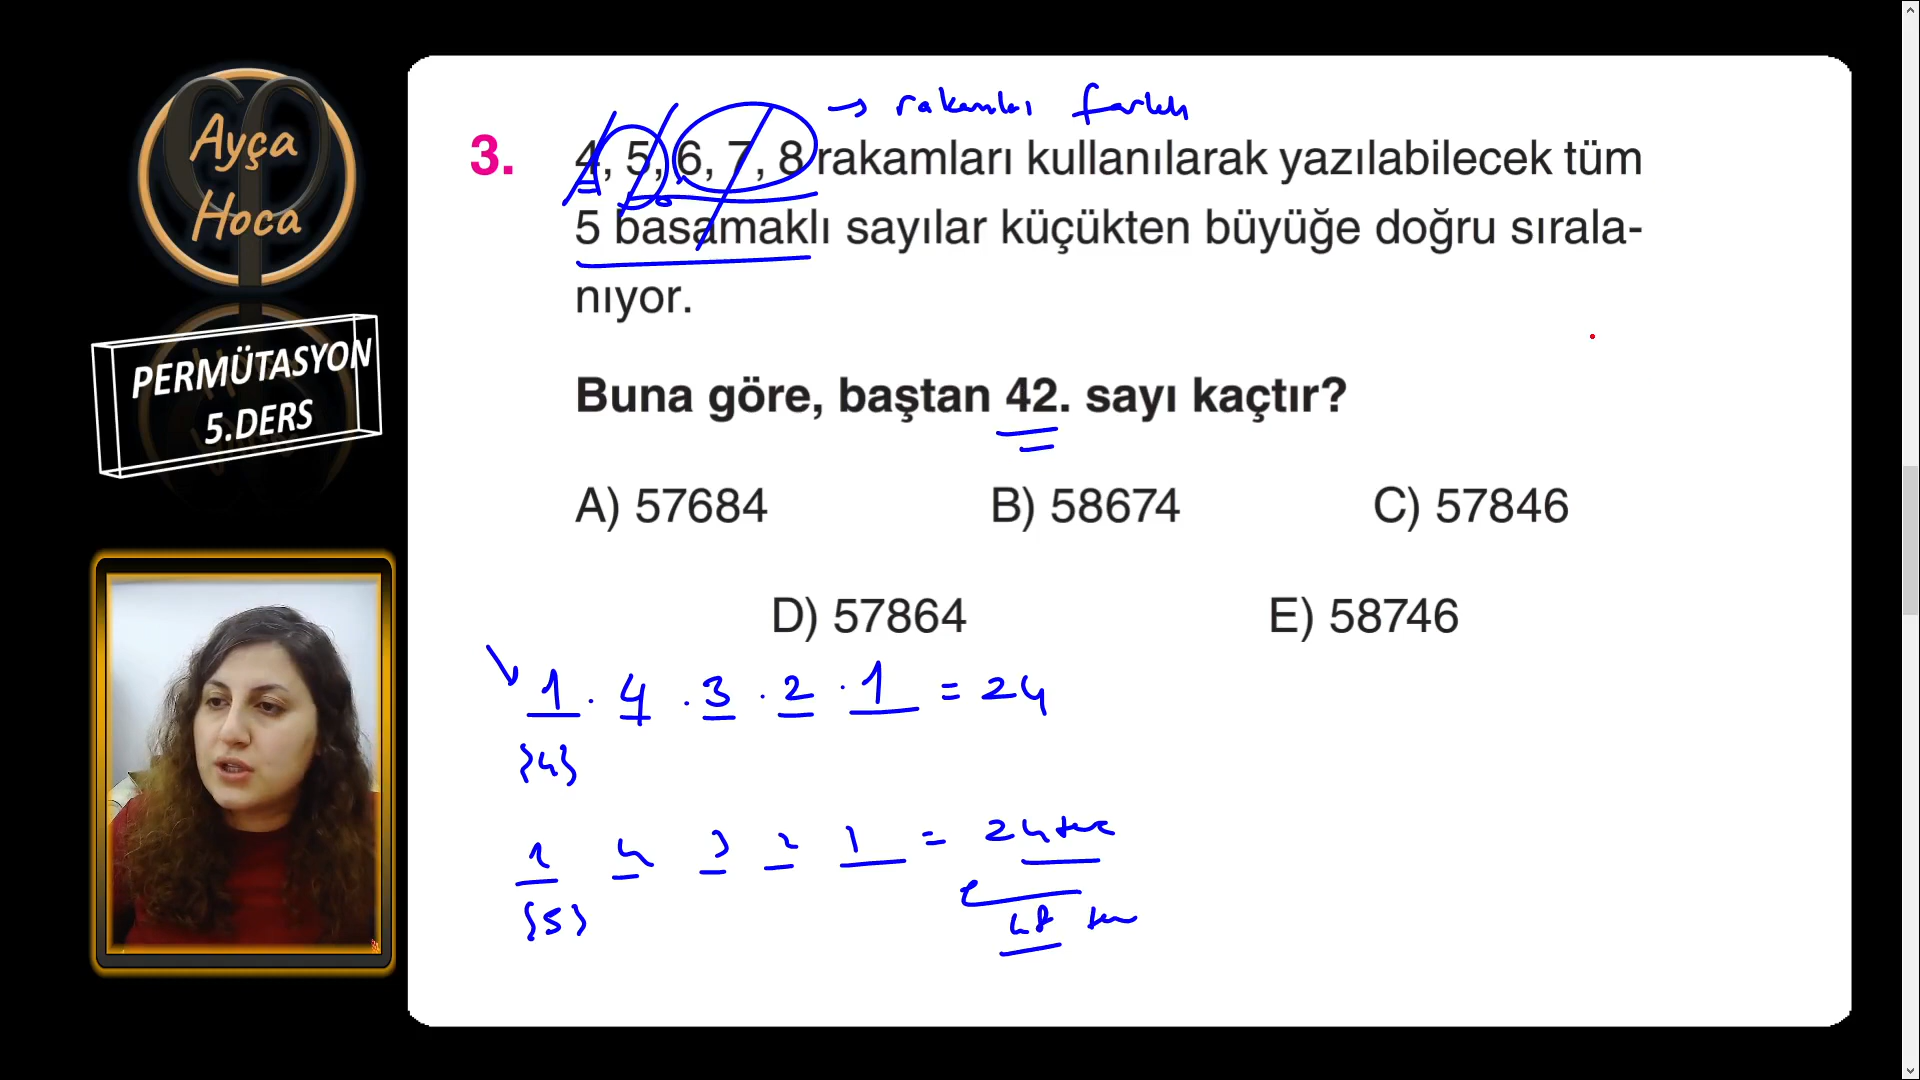 Ayça
Hoca
PERMÜTASYON
5.DERS
→ rakamları farklı
3. 4, 5, 6, 7, 8 rakamları kullanılarak yazılabilecek tüm
5 basamaklı sayılar küçükten büyüğe doğru sırala-
nıyor.
Buna göre, baştan 42. sayı kaçtır?
A) 57684 B) 58674 C) 57846
D) 57864 E) 58746
1 . 4 . 3 . 2 . 1 = 24
{4}
1 4 3 2 1 = 24 tane
{5}
48